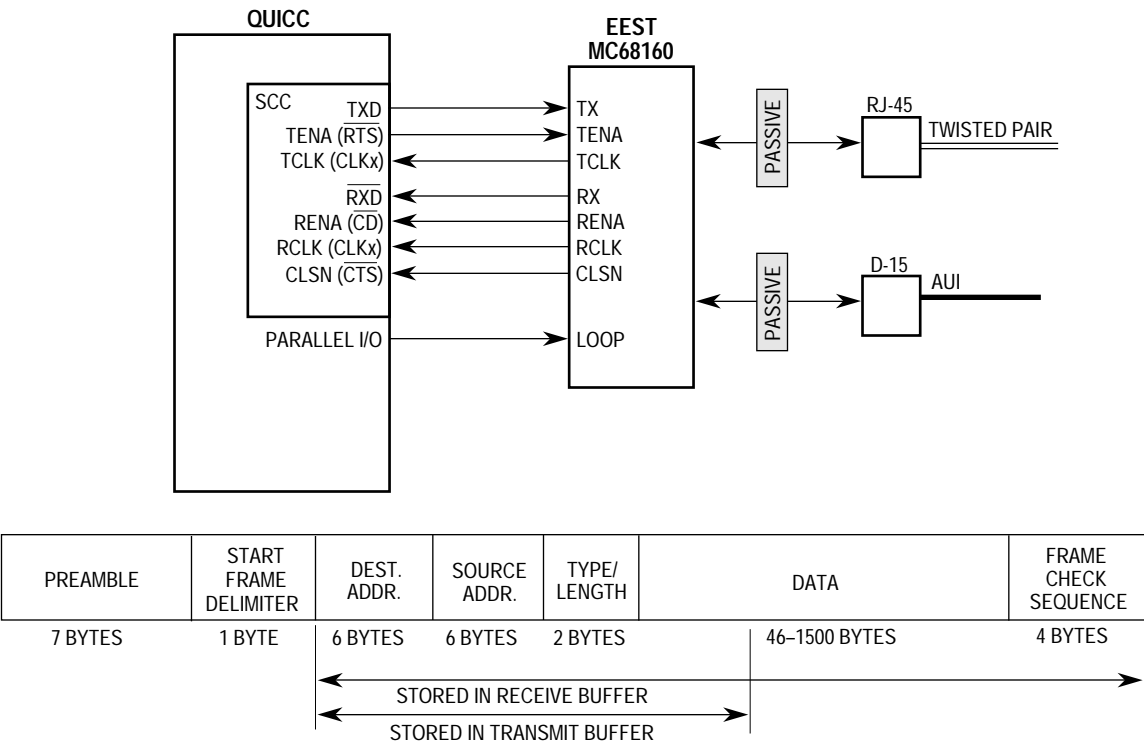 QUICC
EEST
MC68160
SCC
TXD
TENA (RTS)
TCLK (CLKx)
RXD
RENA (CD)
RCLK (CLKx)
CLSN (CTS)
PARALLEL I/O
TX
TENA
TCLK
RX
RENA
RCLK
CLSN
LOOP
PASSIVE
RJ-45
TWISTED PAIR
PASSIVE
D-15
AUI
PREAMBLE
START
FRAME
DELIMITER
DEST.
ADDR.
SOURCE
ADDR.
TYPE/
LENGTH
DATA
FRAME
CHECK
SEQUENCE
7 BYTES
1 BYTE
6 BYTES
6 BYTES
2 BYTES
46–1500 BYTES
4 BYTES
STORED IN RECEIVE BUFFER
STORED IN TRANSMIT BUFFER